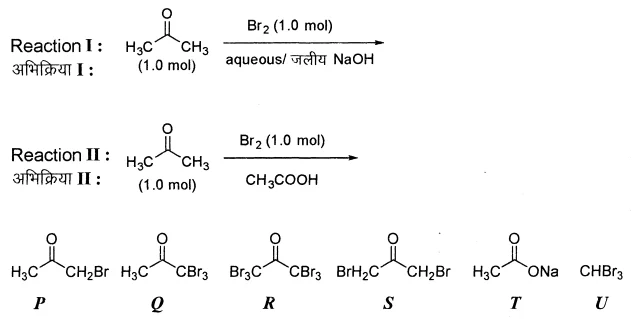 Reaction I :
अभिक्रिया I :
O
H₃C CH₃
(1.0 mol)
Br₂ (1.0 mol)
aqueous/ जलीय NaOH
Reaction II :
अभिक्रिया II :
O
H₃C CH₃
(1.0 mol)
Br₂ (1.0 mol)
CH₃COOH
O O O O O
H₃C CH₂Br H₃C CBr₃ Br₃C CBr₃ BrH₂C CH₂Br H₃C ONa CHBr₃
P Q R S T U